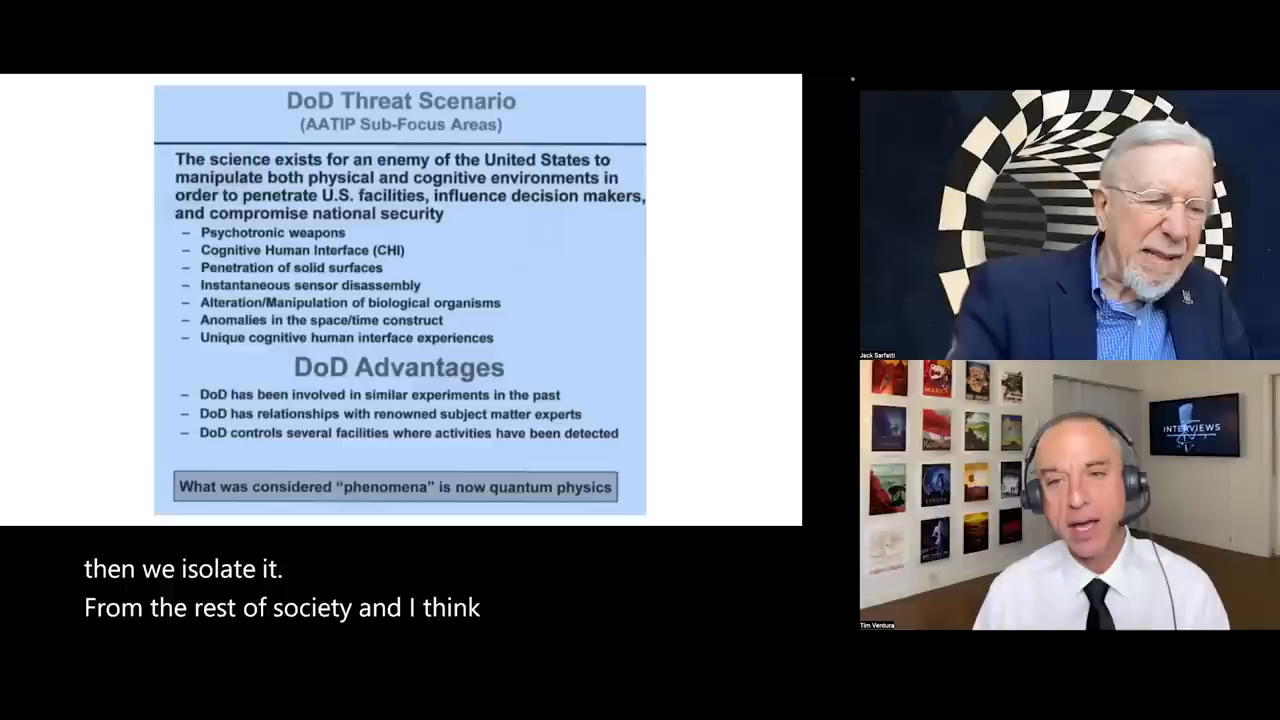 DoD Threat Scenario
(AATIP Sub-Focus Areas)
The science exists for an enemy of the United States to
manipulate both physical and cognitive environments in
order to penetrate U.S. facilities, influence decision makers,
and compromise national security
– Psychotronic weapons
– Cognitive Human Interface (CHI)
– Penetration of solid surfaces
– Instantaneous sensor disassembly
– Alteration/Manipulation of biological organisms
– Anomalies in the space/time construct
– Unique cognitive human interface experiences
DoD Advantages
– DoD has been involved in similar experiments in the past
– DoD has relationships with renowned subject matter experts
– DoD controls several facilities where activities have been detected
What was considered “phenomena” is now quantum physics
then we isolate it.
From the rest of society and I think
Jack Sarfatti
INTERVIEWS
Tim Ventura